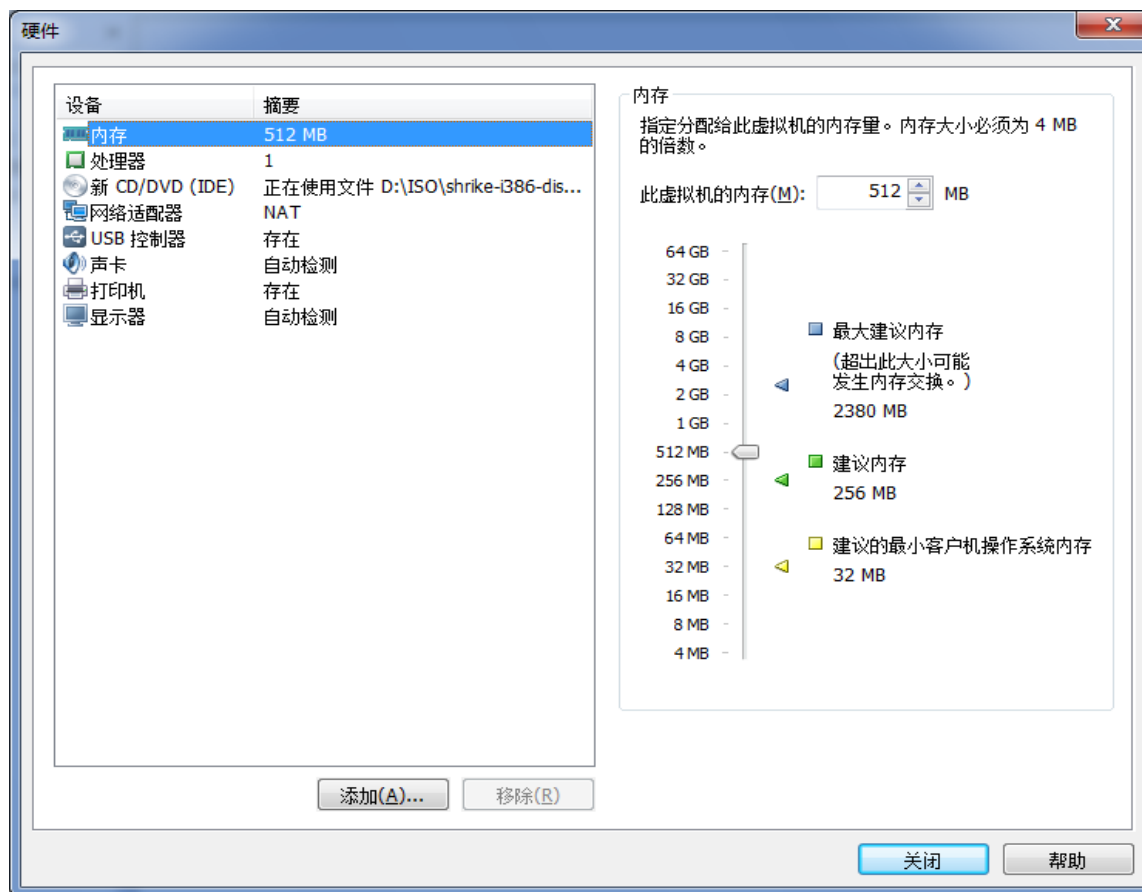 硬件
设备 摘要
内存 512 MB
处理器 1
新 CD/DVD (IDE) 正在使用文件 D:\ISO\shrike-i386-dis...
网络适配器 NAT
USB 控制器 存在
声卡 自动检测
打印机 存在
显示器 自动检测
添加(A)... 移除(R)
内存
指定分配给此虚拟机的内存量。内存大小必须为 4 MB
的倍数。
此虚拟机的内存(M): 512 MB
64 GB
32 GB
16 GB
8 GB
4 GB
2 GB
1 GB
512 MB
256 MB
128 MB
64 MB
32 MB
16 MB
8 MB
4 MB
最大建议内存
(超出此大小可能
发生内存交换。)
2380 MB
建议内存
256 MB
建议的最小客户机操作系统内存
32 MB
关闭 帮助